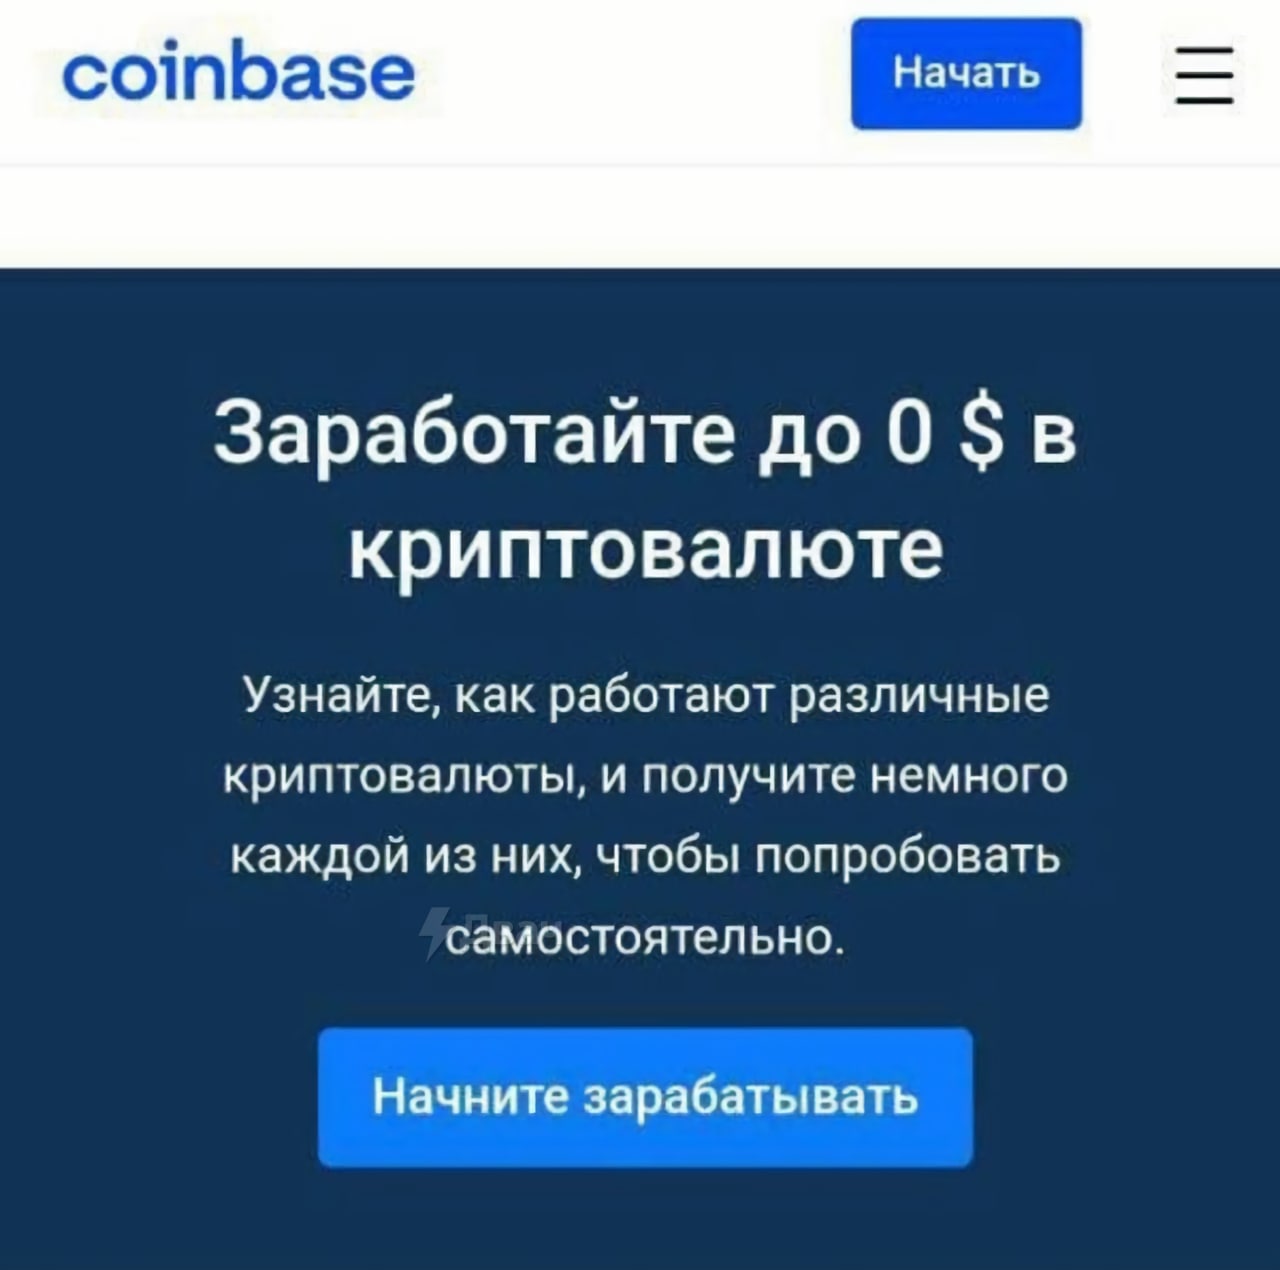 coinbase
Начать
Заработайте до 0 $ в
криптовалюте
Узнайте, как работают различные
криптовалюты, и получите немного
каждой из них, чтобы попробовать
самостоятельно.
Начните зарабатывать